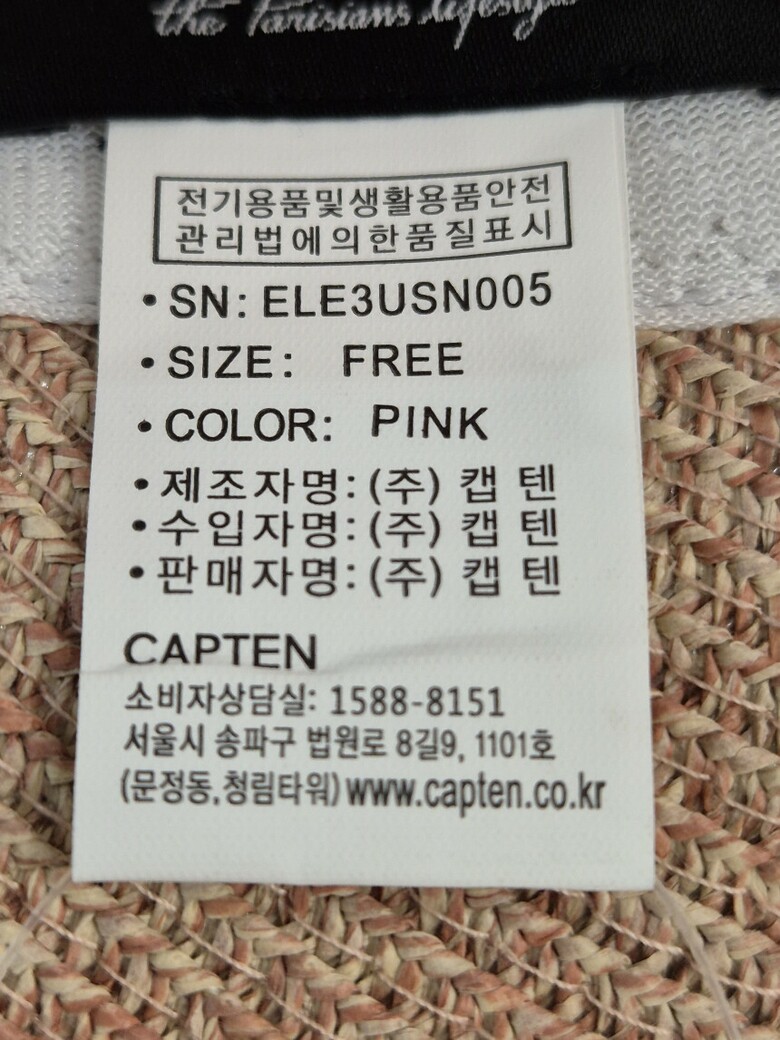 the Parisians lifestyle
전기용품및생활용품안전
관리법에의한품질표시
• SN: ELE3USN005
• SIZE: FREE
• COLOR: PINK
• 제조자명: (주) 캡 텐
• 수입자명: (주) 캡 텐
• 판매자명: (주) 캡 텐
CAPTEN
소비자상담실: 1588-8151
서울시 송파구 법원로 8길9, 1101호
(문정동,청림타워) www.capten.co.kr